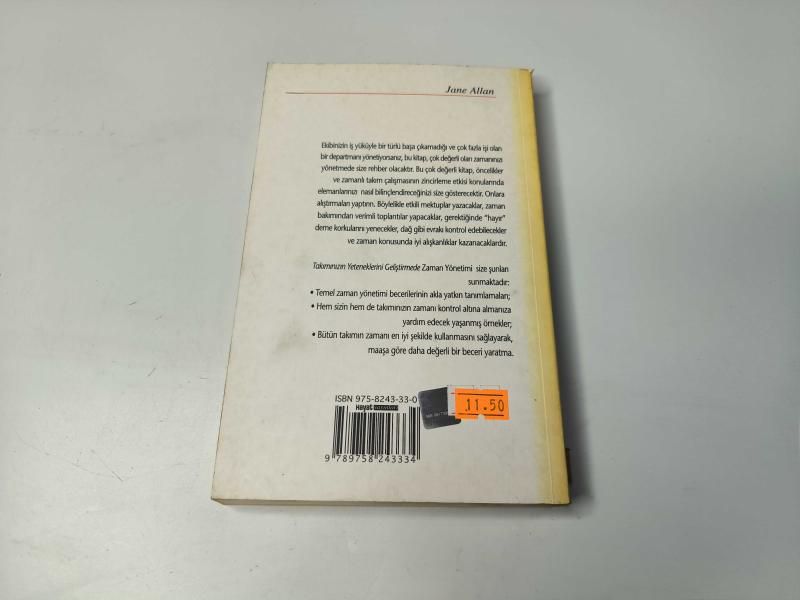 Jane Allan
Ekibinizin iş yüküyle bir türlü başa çıkamadığı ve çok fazla işi olan
bir departmanı yönetiyorsanız, bu kitap, çok değerli olan zamanınızı
yönetmede size rehber olacaktır. Bu çok değerli kitap, öncelikler
ve zamanlı takım çalışmasının zincirleme etkisi konularında
elemanlarınızı nasıl bilinçlendireceğinizi size gösterecektir. Onlara
alıştırmaları yaptırın. Böylelikle etkili mektuplar yazacaklar, zaman
bakımından verimli toplantılar yapacaklar, gerektiğinde "hayır"
deme korkularını yenecekler, dağ gibi evrakı kontrol edebilecekler
ve zaman konusunda iyi alışkanlıklar kazanacaklardır.
Takımınızın Yeteneklerini Geliştirmede Zaman Yönetimi size şunları
sunmaktadır:
• Temel zaman yönetimi becerilerinin akla yatkın tanımlamaları;
• Hem sizin hem de takımınızın zamanı kontrol altına almanıza
yardım edecek yaşanmış örnekler;
• Bütün takımın zamanı en iyi şekilde kullanmasını sağlayarak,
maaşa göre daha değerli bir beceri yaratma.
ISBN 975-8243-33-0
Hayat
11.50
9 789758 243334